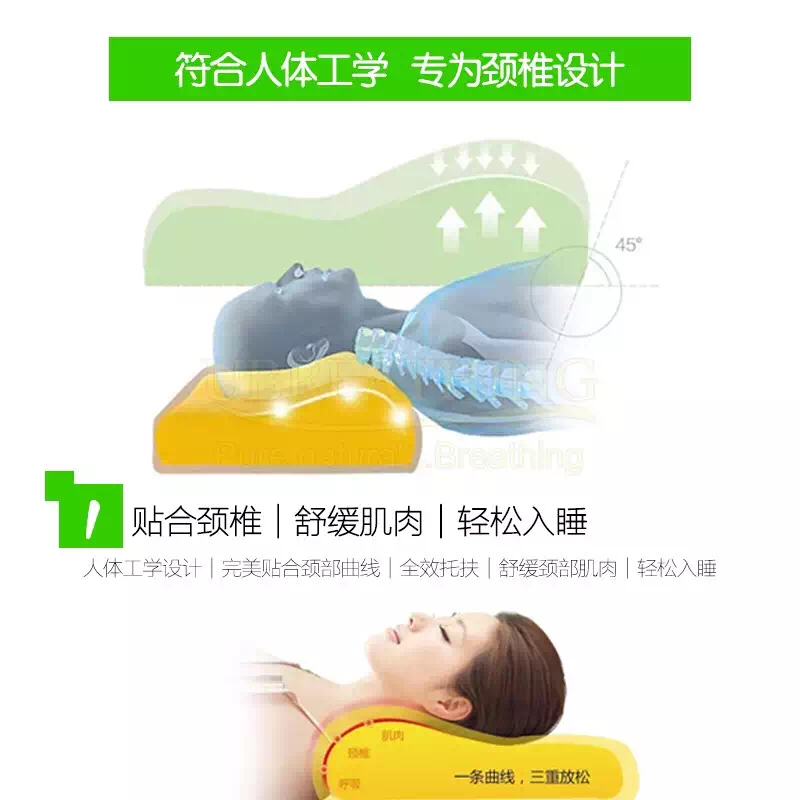 符合人体工学 专为颈椎设计
45°
Pure natural.Breathing
贴合颈椎|舒缓肌肉|轻松入睡
人体工学设计|完美贴合颈部曲线|全效托扶|舒缓颈部肌肉|轻松入睡
肌肉
颈椎
呼吸
一条曲线，三重放松